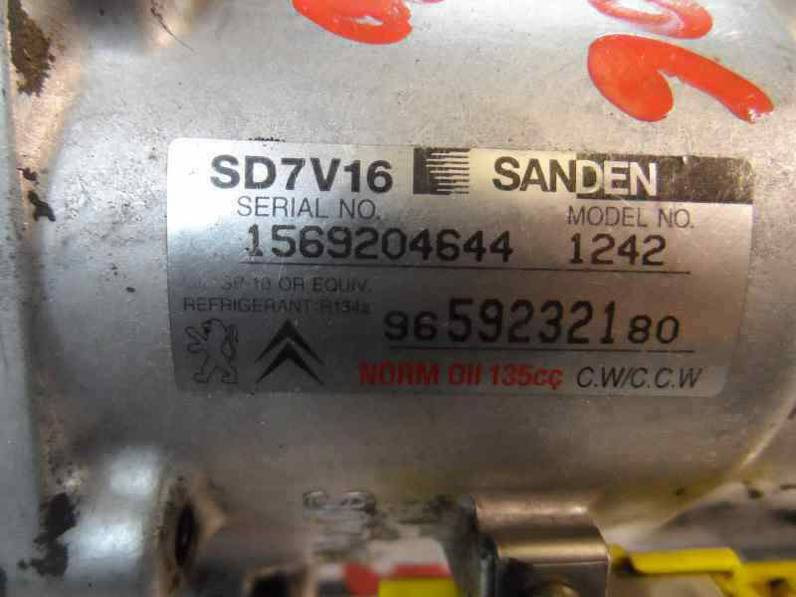 SD7V16 SANDEN
SERIAL NO. MODEL NO.
1569204644 1242
SP-10 OR EQUIV.
REFRIGERANT:R134a
9659232180
NORM OIl 135cç C.W/C.C.W